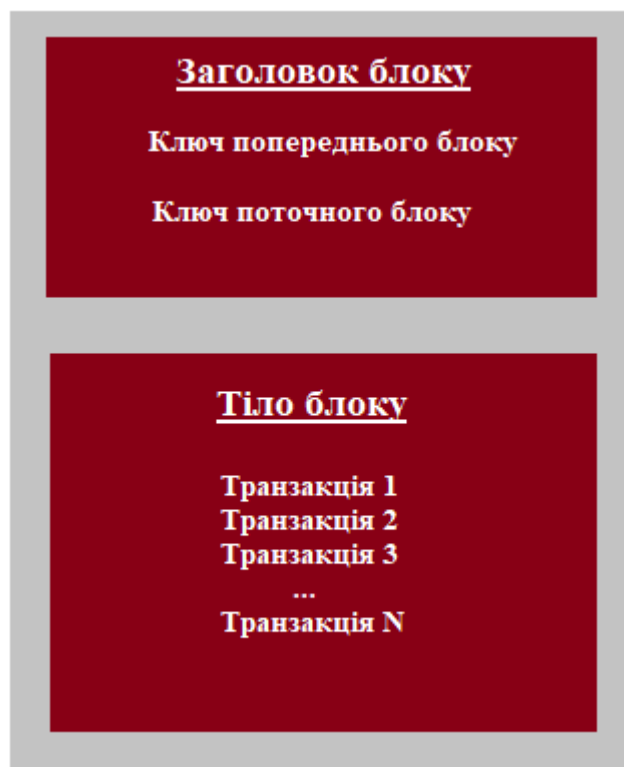 Заголовок блоку
Ключ попереднього блоку
Ключ поточного блоку
Тіло блоку
Транзакція 1
Транзакція 2
Транзакція 3
...
Транзакція N